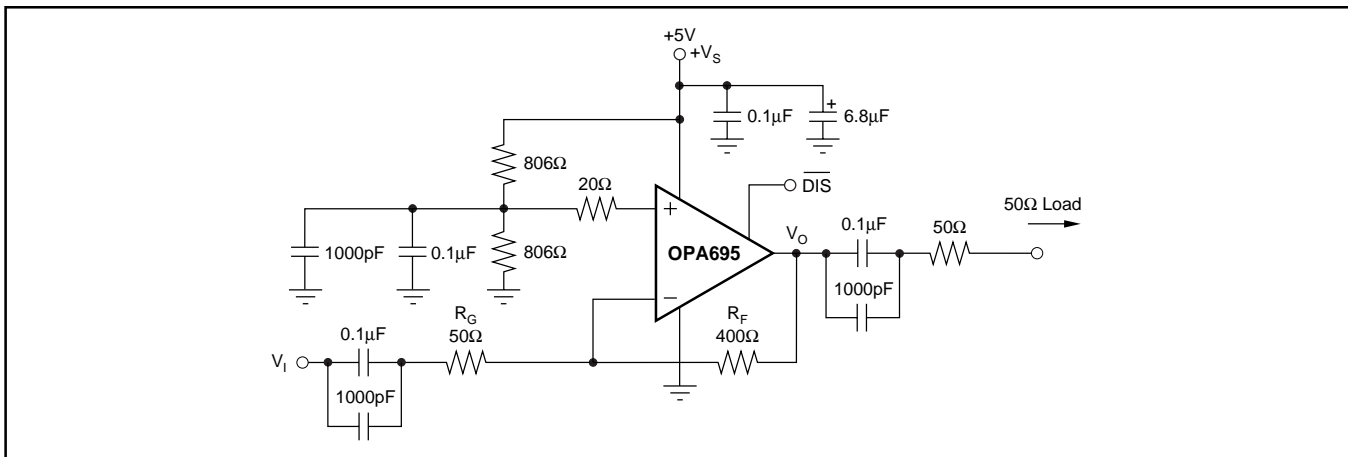 +5V
+V_S
0.1µF
+
6.8µF
806Ω
20Ω
DIS
50Ω Load
+
V_O
0.1µF
50Ω
1000pF
0.1µF
806Ω
OPA695
1000pF
−
R_G
R_F
0.1µF
50Ω
400Ω
V_I
1000pF